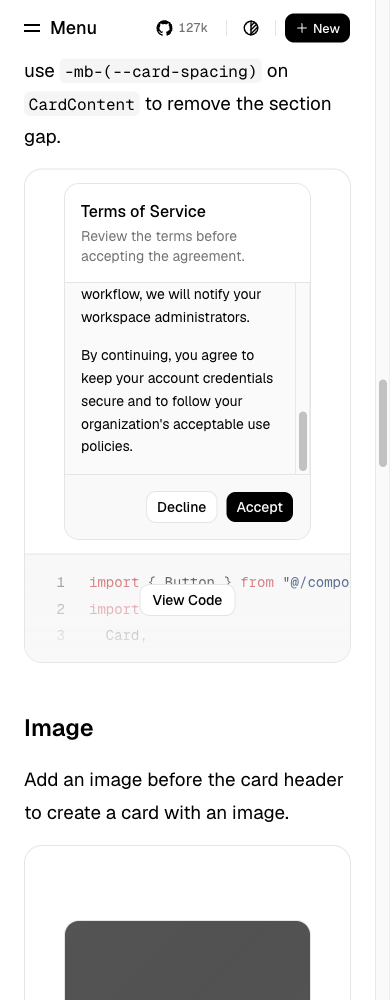 Menu
127k
+ New
use -mb-(--card-spacing) on
CardContent to remove the section
gap.
Terms of Service
Review the terms before
accepting the agreement.
workflow, we will notify your
workspace administrators.
By continuing, you agree to
keep your account credentials
secure and to follow your
organization's acceptable use
policies.
Decline
Accept
1 import { Button } from "@/compo
2 import
View Code
3 Card,
Image
Add an image before the card header
to create a card with an image.